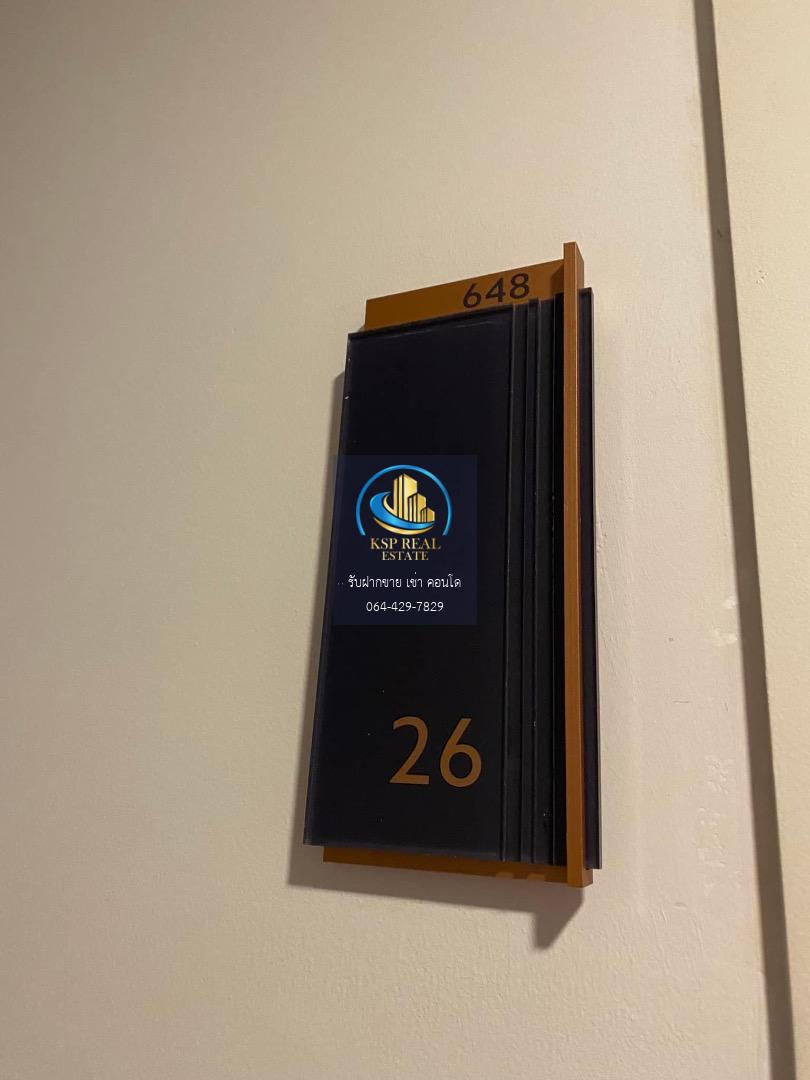 648
KSP REAL
ESTATE
รับฝากขาย เช่า คอนโด
064-429-7829
26